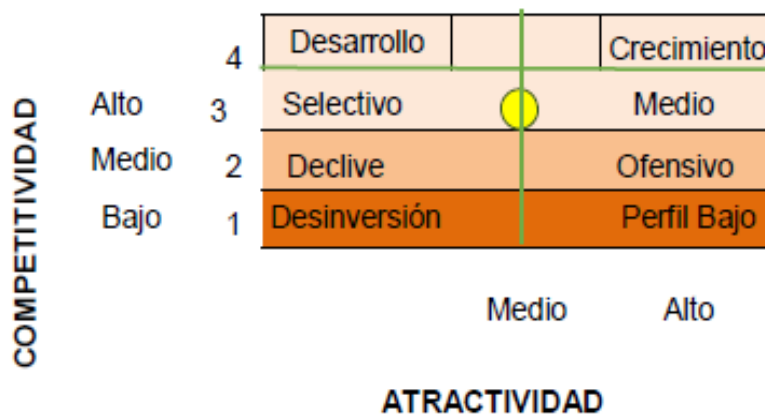 4 Desarrollo Crecimiento
Alto 3 Selectivo Medio
Medio 2 Declive Ofensivo
Bajo 1 Desinversión Perfil Bajo
COMPETITIVIDAD
Medio Alto
ATRACTIVIDAD